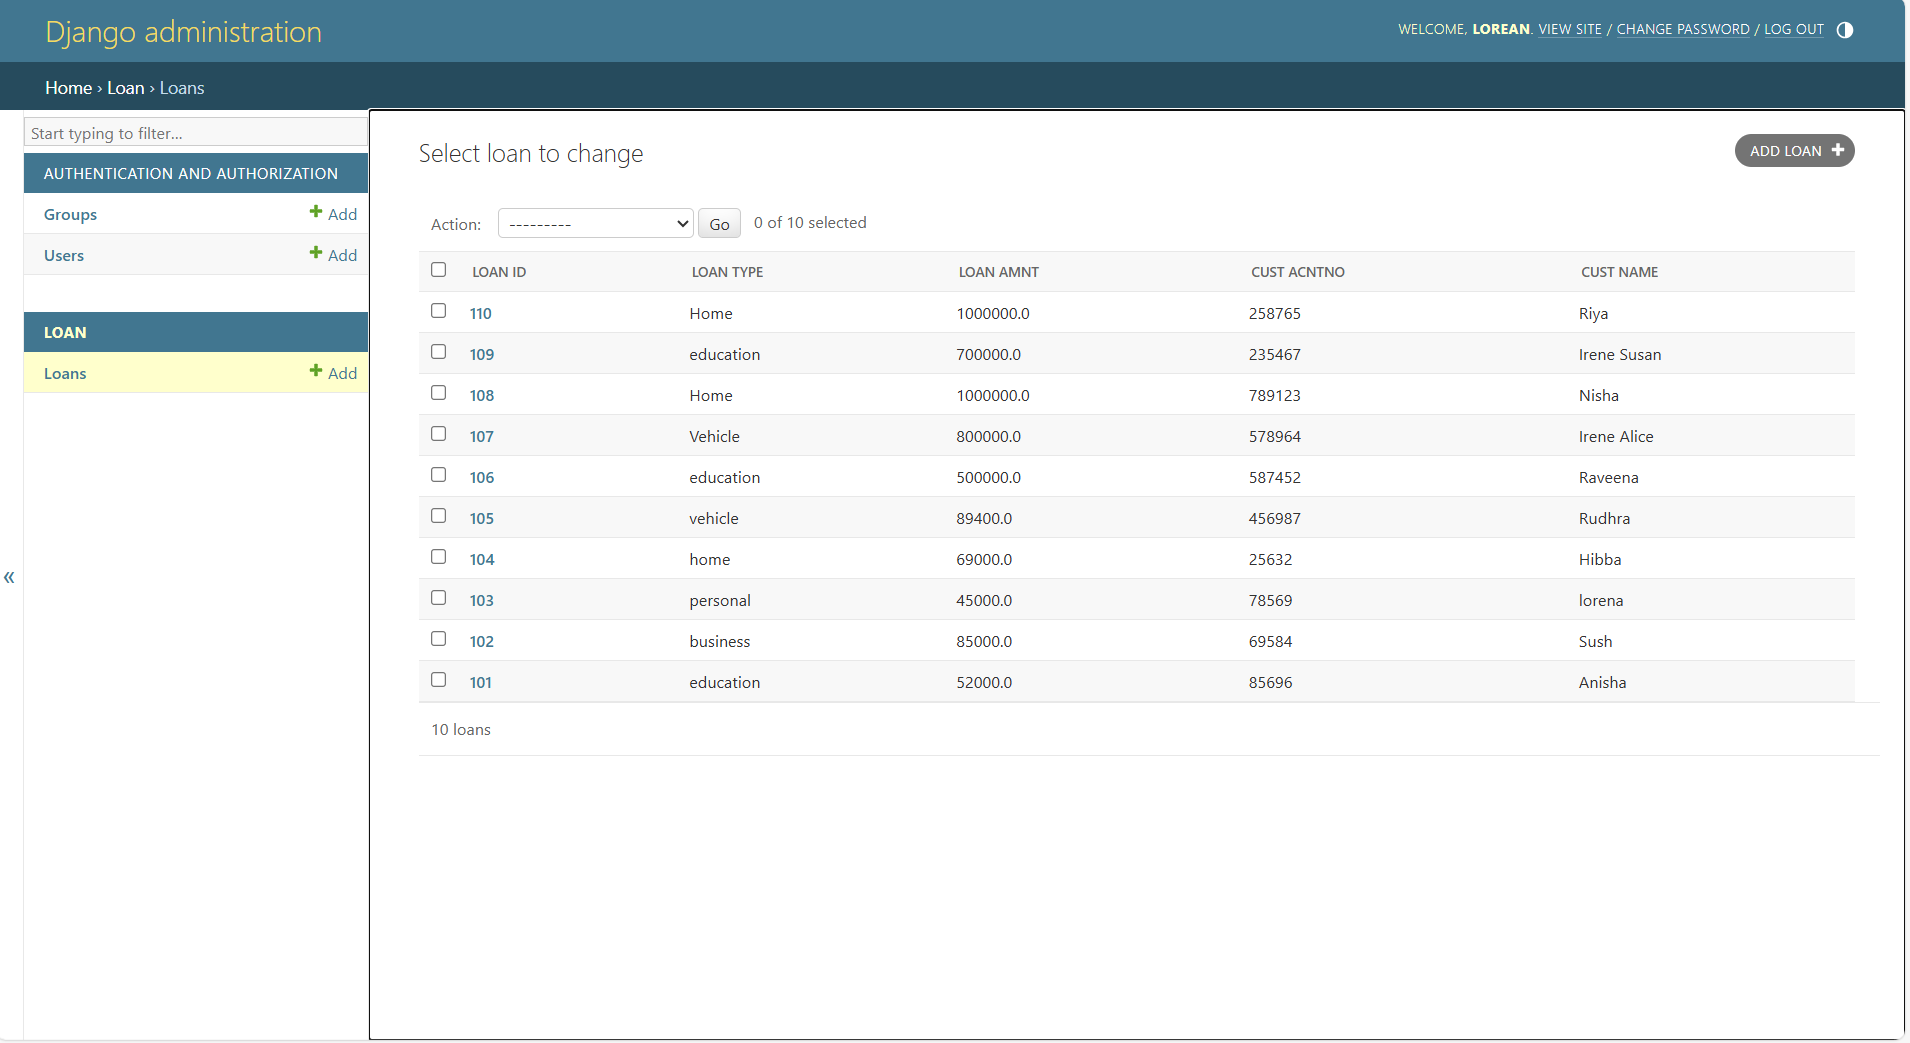 Django administration
WELCOME, LOREAN. VIEW SITE / CHANGE PASSWORD / LOG OUT
Home › Loan › Loans
Start typing to filter...
AUTHENTICATION AND AUTHORIZATION
Groups + Add
Users + Add
LOAN
Loans + Add
«
Select loan to change
ADD LOAN +
Action: --------- Go 0 of 10 selected
LOAN ID LOAN TYPE LOAN AMNT CUST ACNTNO CUST NAME
110 Home 1000000.0 258765 Riya
109 education 700000.0 235467 Irene Susan
108 Home 1000000.0 789123 Nisha
107 Vehicle 800000.0 578964 Irene Alice
106 education 500000.0 587452 Raveena
105 vehicle 89400.0 456987 Rudhra
104 home 69000.0 25632 Hibba
103 personal 45000.0 78569 lorena
102 business 85000.0 69584 Sush
101 education 52000.0 85696 Anisha
10 loans